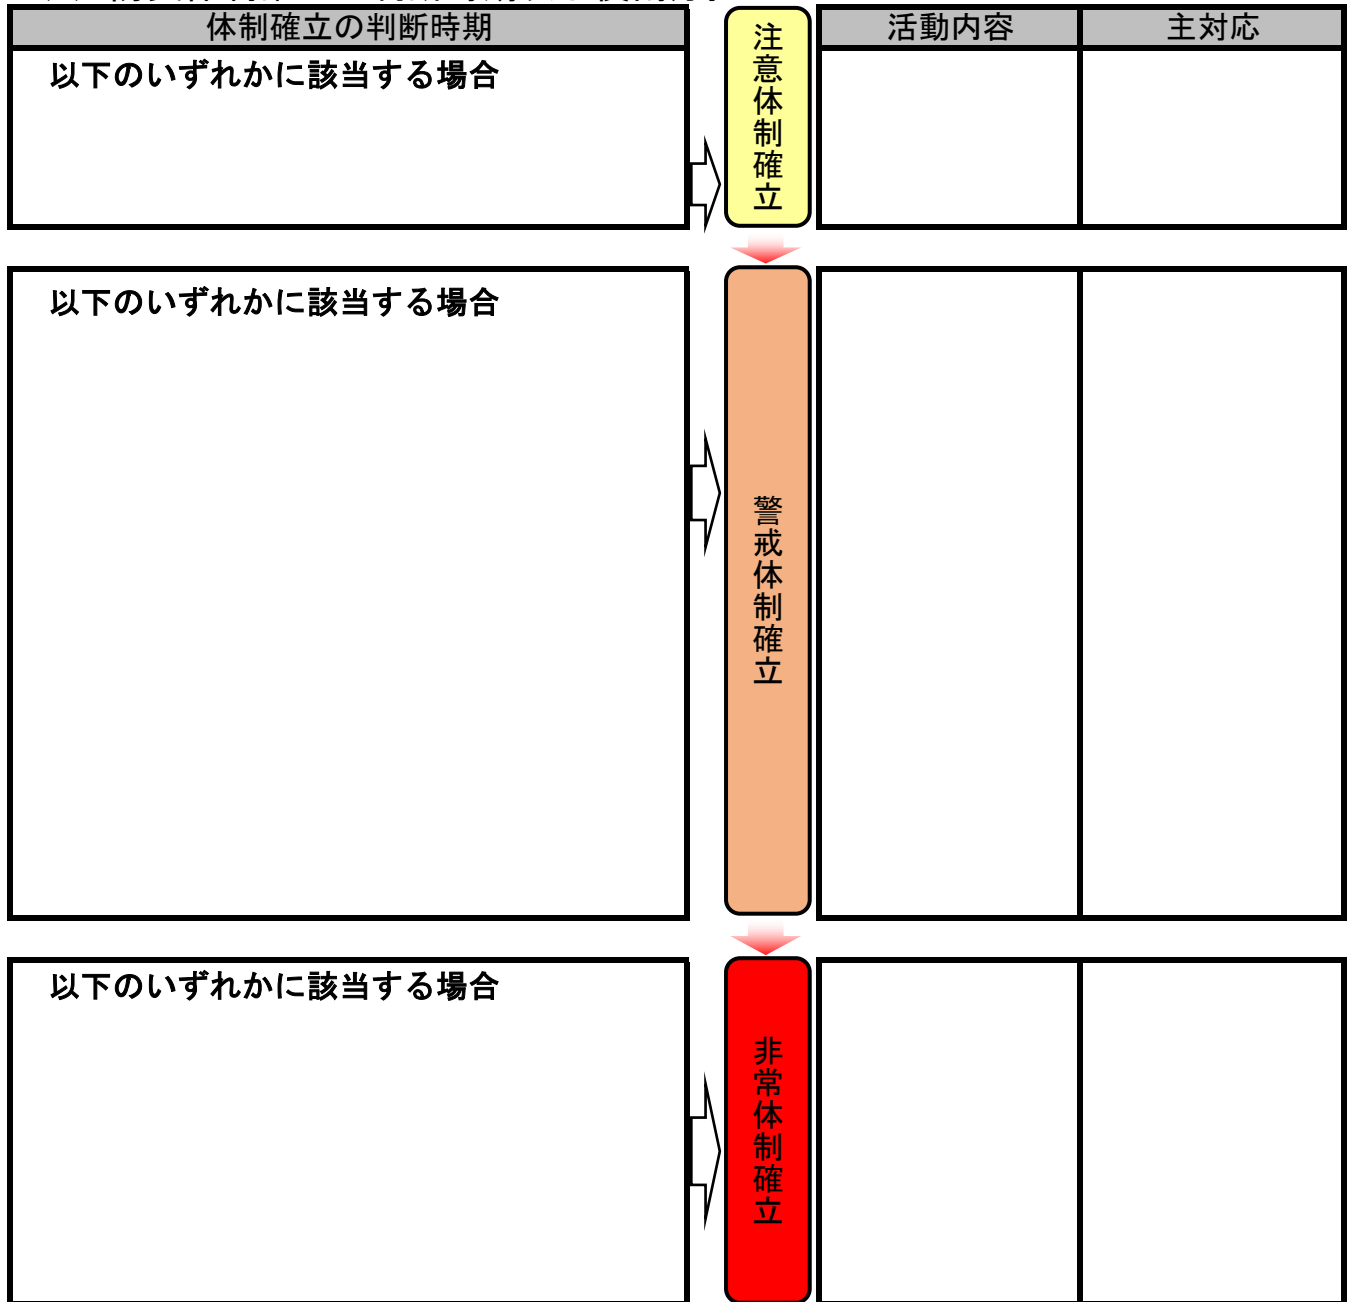 体制確立の判断時期
活動内容
主対応
以下のいずれかに該当する場合
注意体制確立
以下のいずれかに該当する場合
警戒体制確立
以下のいずれかに該当する場合
非常体制確立